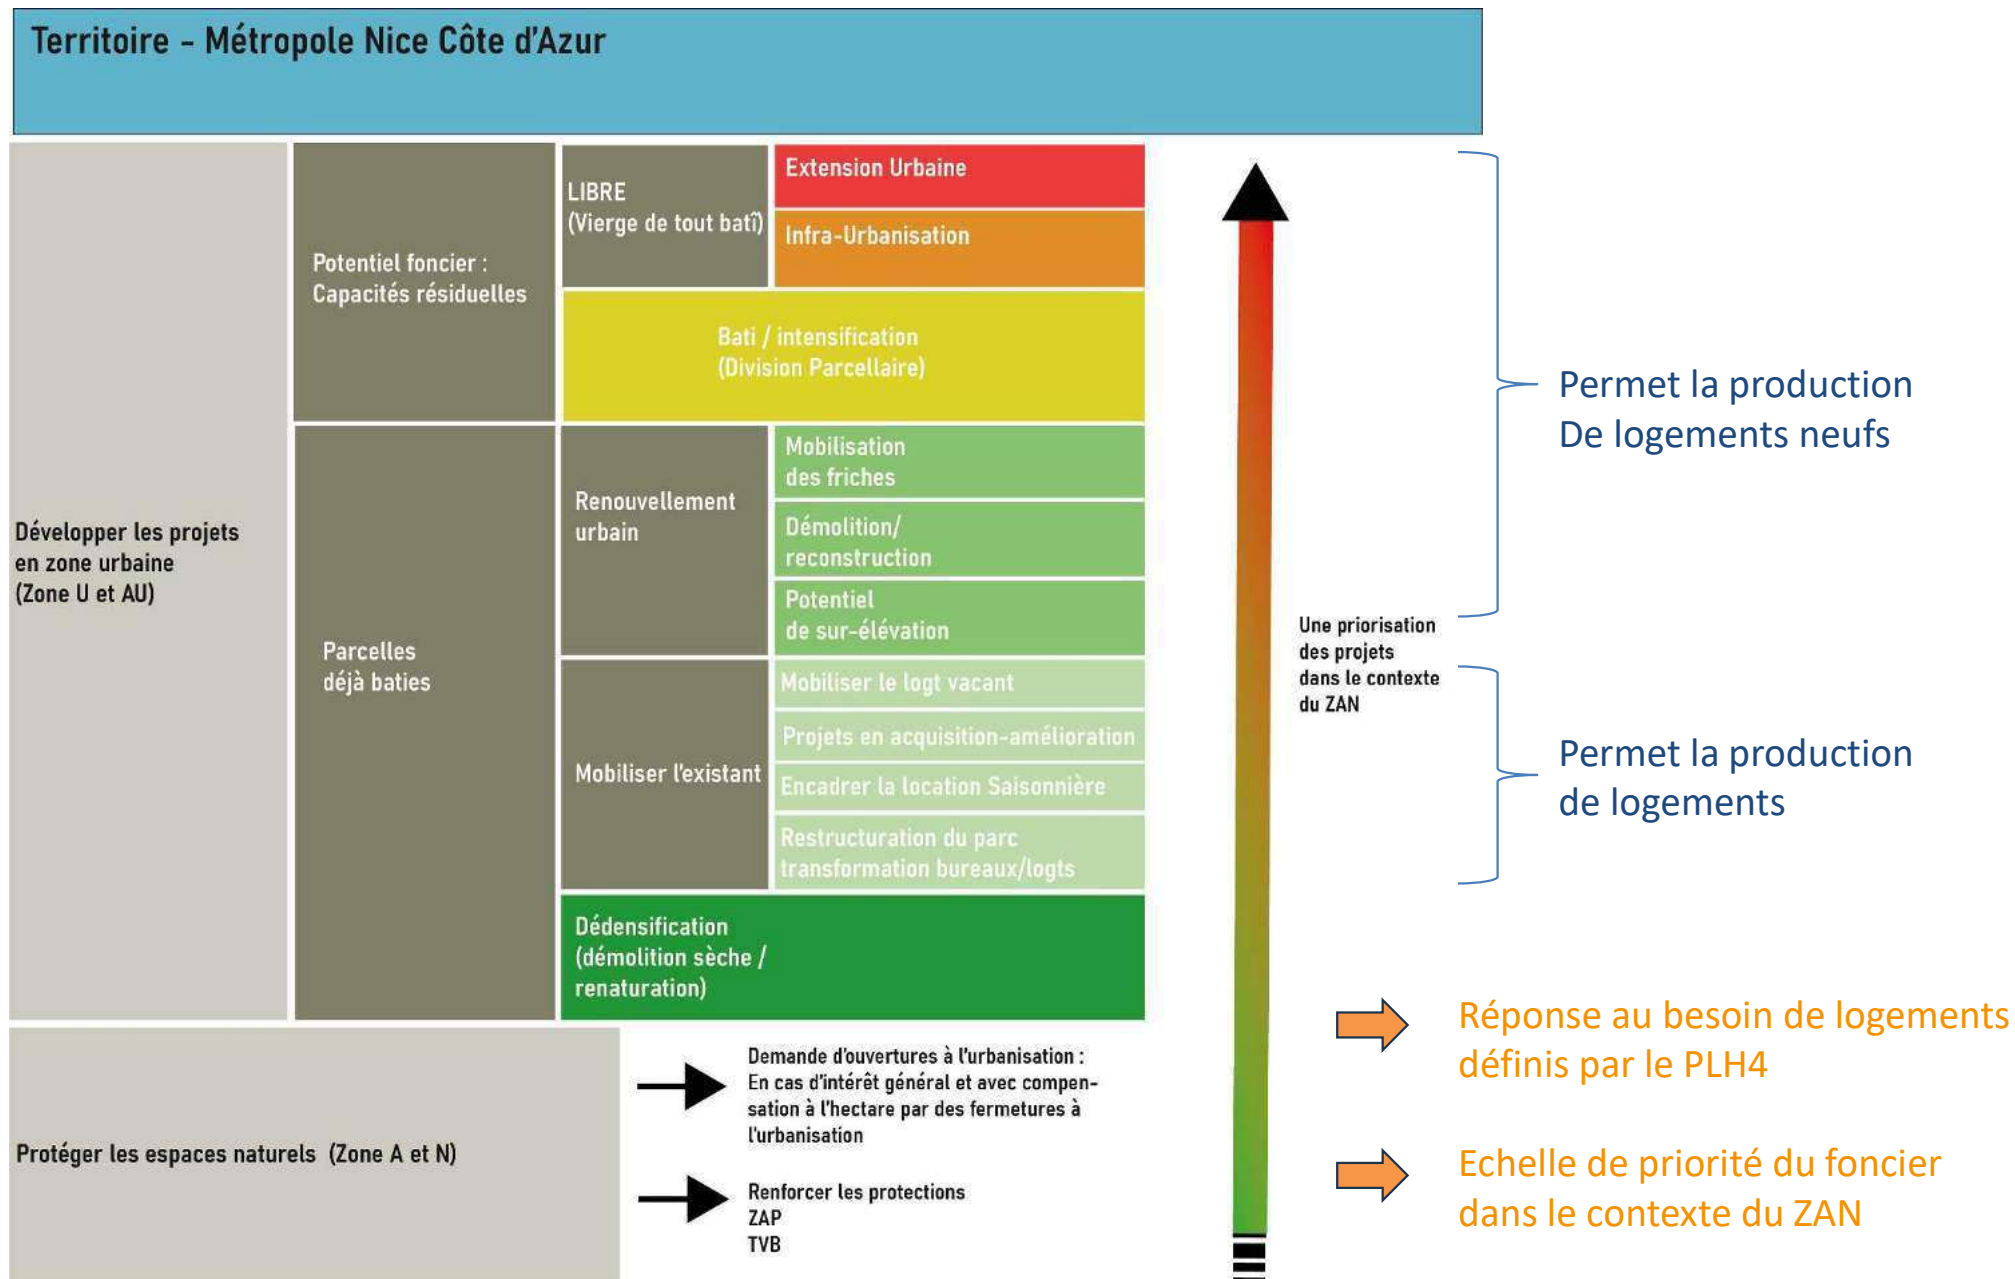 Territoire - Métropole Nice Côte d'Azur
Développer les projets
en zone urbaine
(Zone U et AU)
Potentiel foncier :
Capacités résiduelles
LIBRE
(Vierge de tout batî)
Extension Urbaine
Infra-Urbanisation
Bati / intensification
(Division Parcellaire)
Parcelles
déjà baties
Renouvellement
urbain
Mobilisation
des friches
Démolition/
reconstruction
Potentiel
de sur-élévation
Mobiliser l'existant
Mobiliser le logt vacant
Projets en acquisition-amélioration
Encadrer la location Saisonnière
Restructuration du parc
transformation bureaux/logts
Dédensification
(démolition sèche /
renaturation)
Protéger les espaces naturels (Zone A et N)
Demande d'ouvertures à l'urbanisation :
En cas d'intérêt général et avec compen-
sation à l'hectare par des fermetures à
l'urbanisation
Renforcer les protections
ZAP
TVB
Une priorisation
des projets
dans le contexte
du ZAN
Permet la production
De logements neufs
Permet la production
de logements
Réponse au besoin de logements
définis par le PLH4
Echelle de priorité du foncier
dans le contexte du ZAN